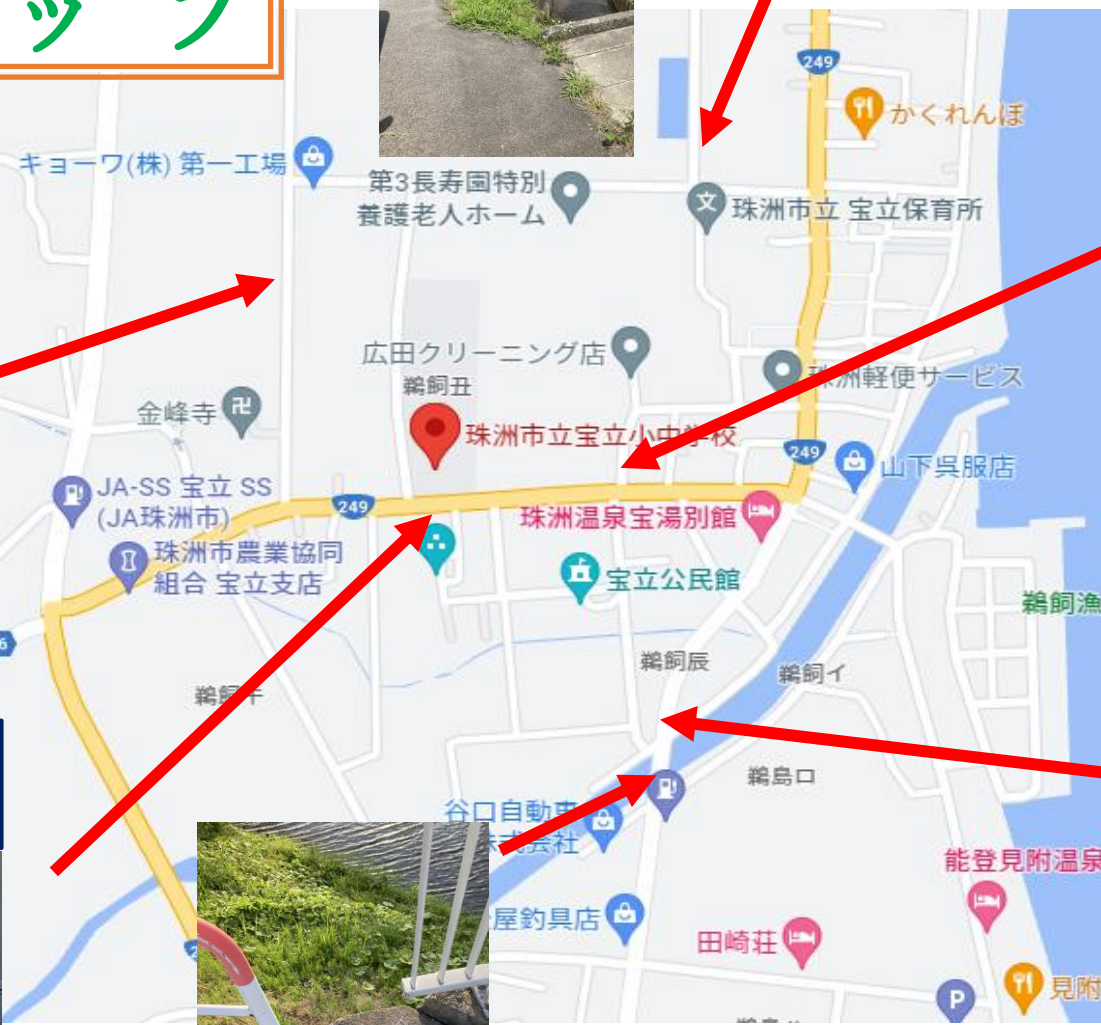 ップ
249
かくれんぼ
キョーワ(株) 第一工場
第3長寿園特別
養護老人ホーム
珠洲市立 宝立保育所
広田クリーニング店
鵜飼丑
珠洲軽便サービス
金峰寺
珠洲市立宝立小中学校
249
山下呉服店
JA-SS 宝立 SS
(JA珠洲市)
249
珠洲温泉宝湯別館
珠洲市農業協同
組合 宝立支店
宝立公民館
鵜飼漁
6
鵜飼辰
鵜飼イ
鵜飼午
鵜島ロ
谷口自動車
株式会社
能登見附温泉
屋釣具店
田崎荘
P
見附